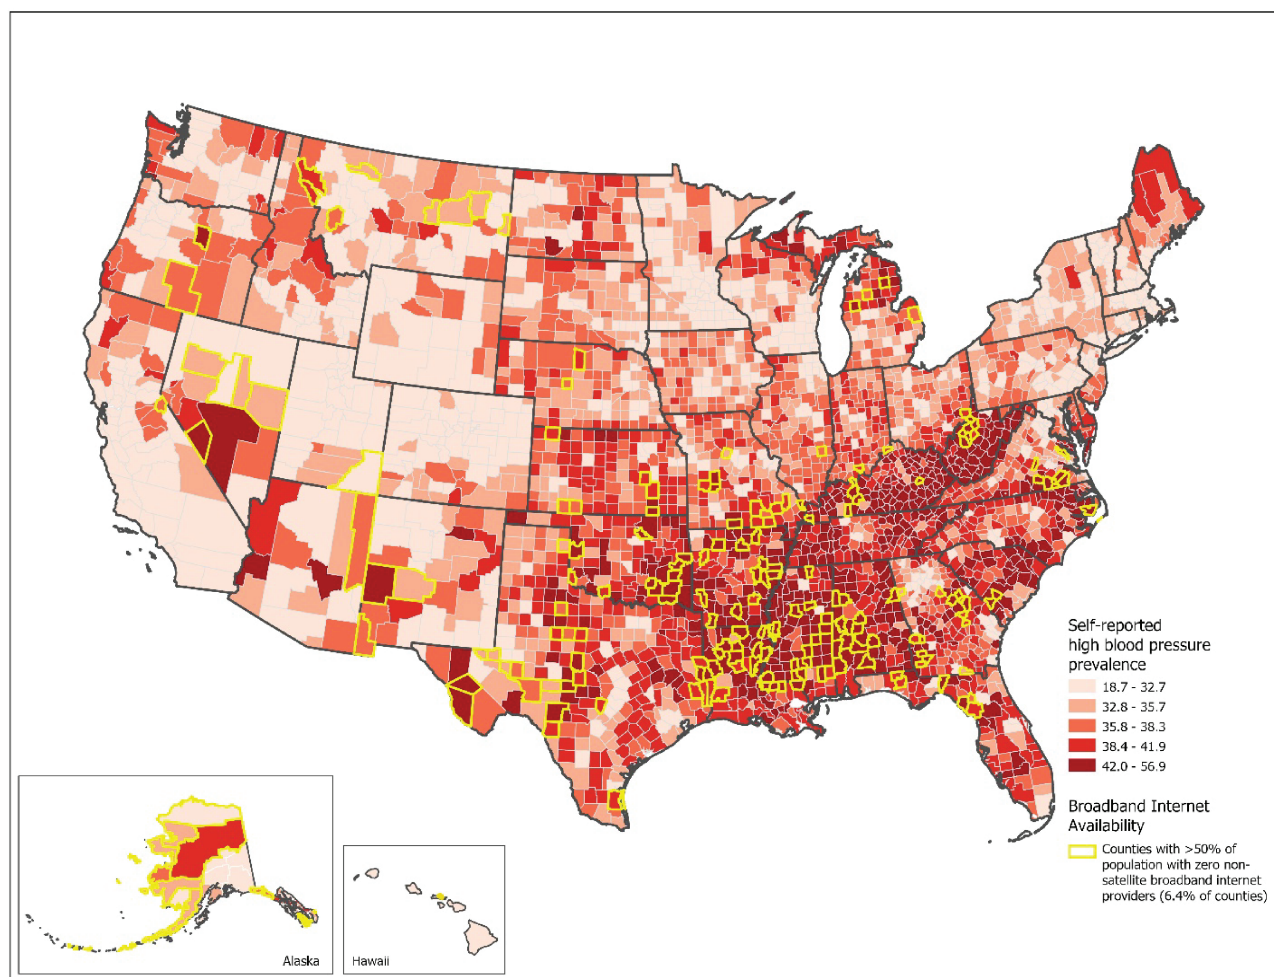 Self-reported
high blood pressure
prevalence
18.7 - 32.7
32.8 - 35.7
35.8 - 38.3
38.4 - 41.9
42.0 - 56.9
Broadband Internet
Availability
Counties with >50% of
population with zero non-
satellite broadband internet
providers (6.4% of counties)
Alaska
Hawaii